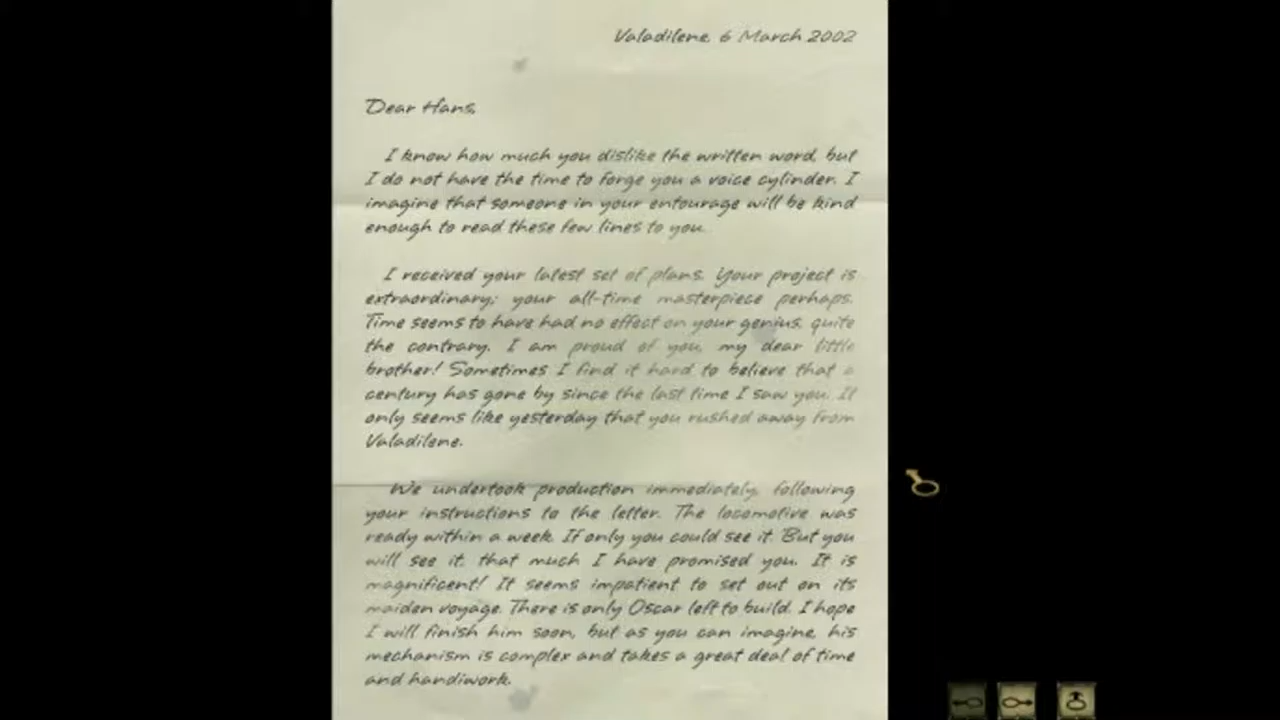 Valadilene, 6 March 2002
Dear Hans,
I know how much you dislike the written word, but
I do not have the time to forge you a voice cylinder. I
imagine that someone in your entourage will be kind
enough to read these few lines to you.
I received your latest set of plans. Your project is
extraordinary; your all-time masterpiece perhaps.
Time seems to have had no effect on your genius, quite
the contrary. I am proud of you, my dear little
brother! Sometimes I find it hard to believe that a
century has gone by since the last time I saw you. It
only seems like yesterday that you rushed away from
Valadilene.
We undertook production immediately, following
your instructions to the letter. The locomotive was
ready within a week. If only you could see it. But you
will see it, that much I have promised you. It is
magnificent! It seems impatient to set out on its
maiden voyage. There is only Oscar left to build. I hope
I will finish him soon, but as you can imagine, his
mechanism is complex and takes a great deal of time
and handiwork.